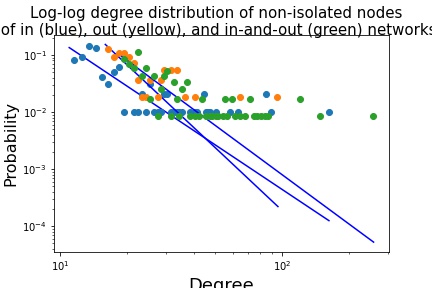 Log-log degree distribution of non-isolated nodes
of in (blue), out (yellow), and in-and-out (green) networks
10⁻¹
10⁻²
10⁻³
10⁻⁴
Probability
10¹ 10²
Degree